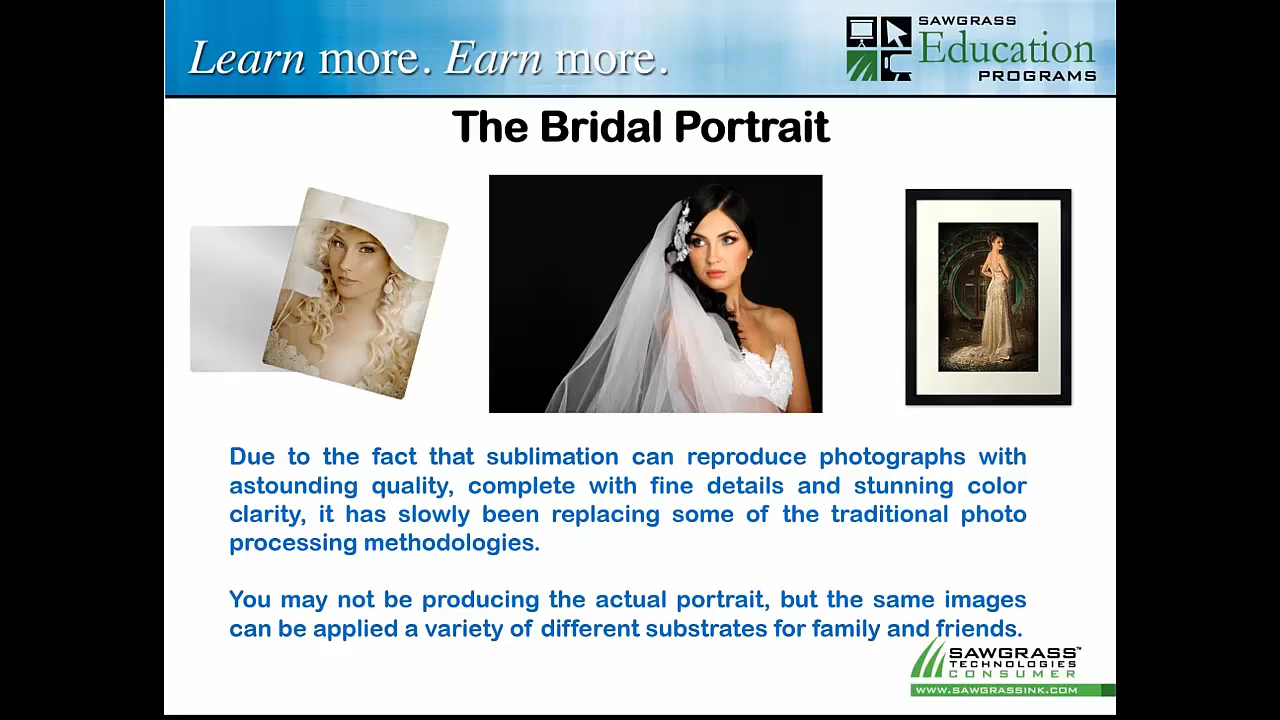 Learn more. Earn more.
SAWGRASS
Education
PROGRAMS
The Bridal Portrait
Due to the fact that sublimation can reproduce photographs with
astounding quality, complete with fine details and stunning color
clarity, it has slowly been replacing some of the traditional photo
processing methodologies.
You may not be producing the actual portrait, but the same images
can be applied a variety of different substrates for family and friends.
SAWGRASS™
TECHNOLOGIES
CONSUMER
WWW.SAWGRASSINK.COM